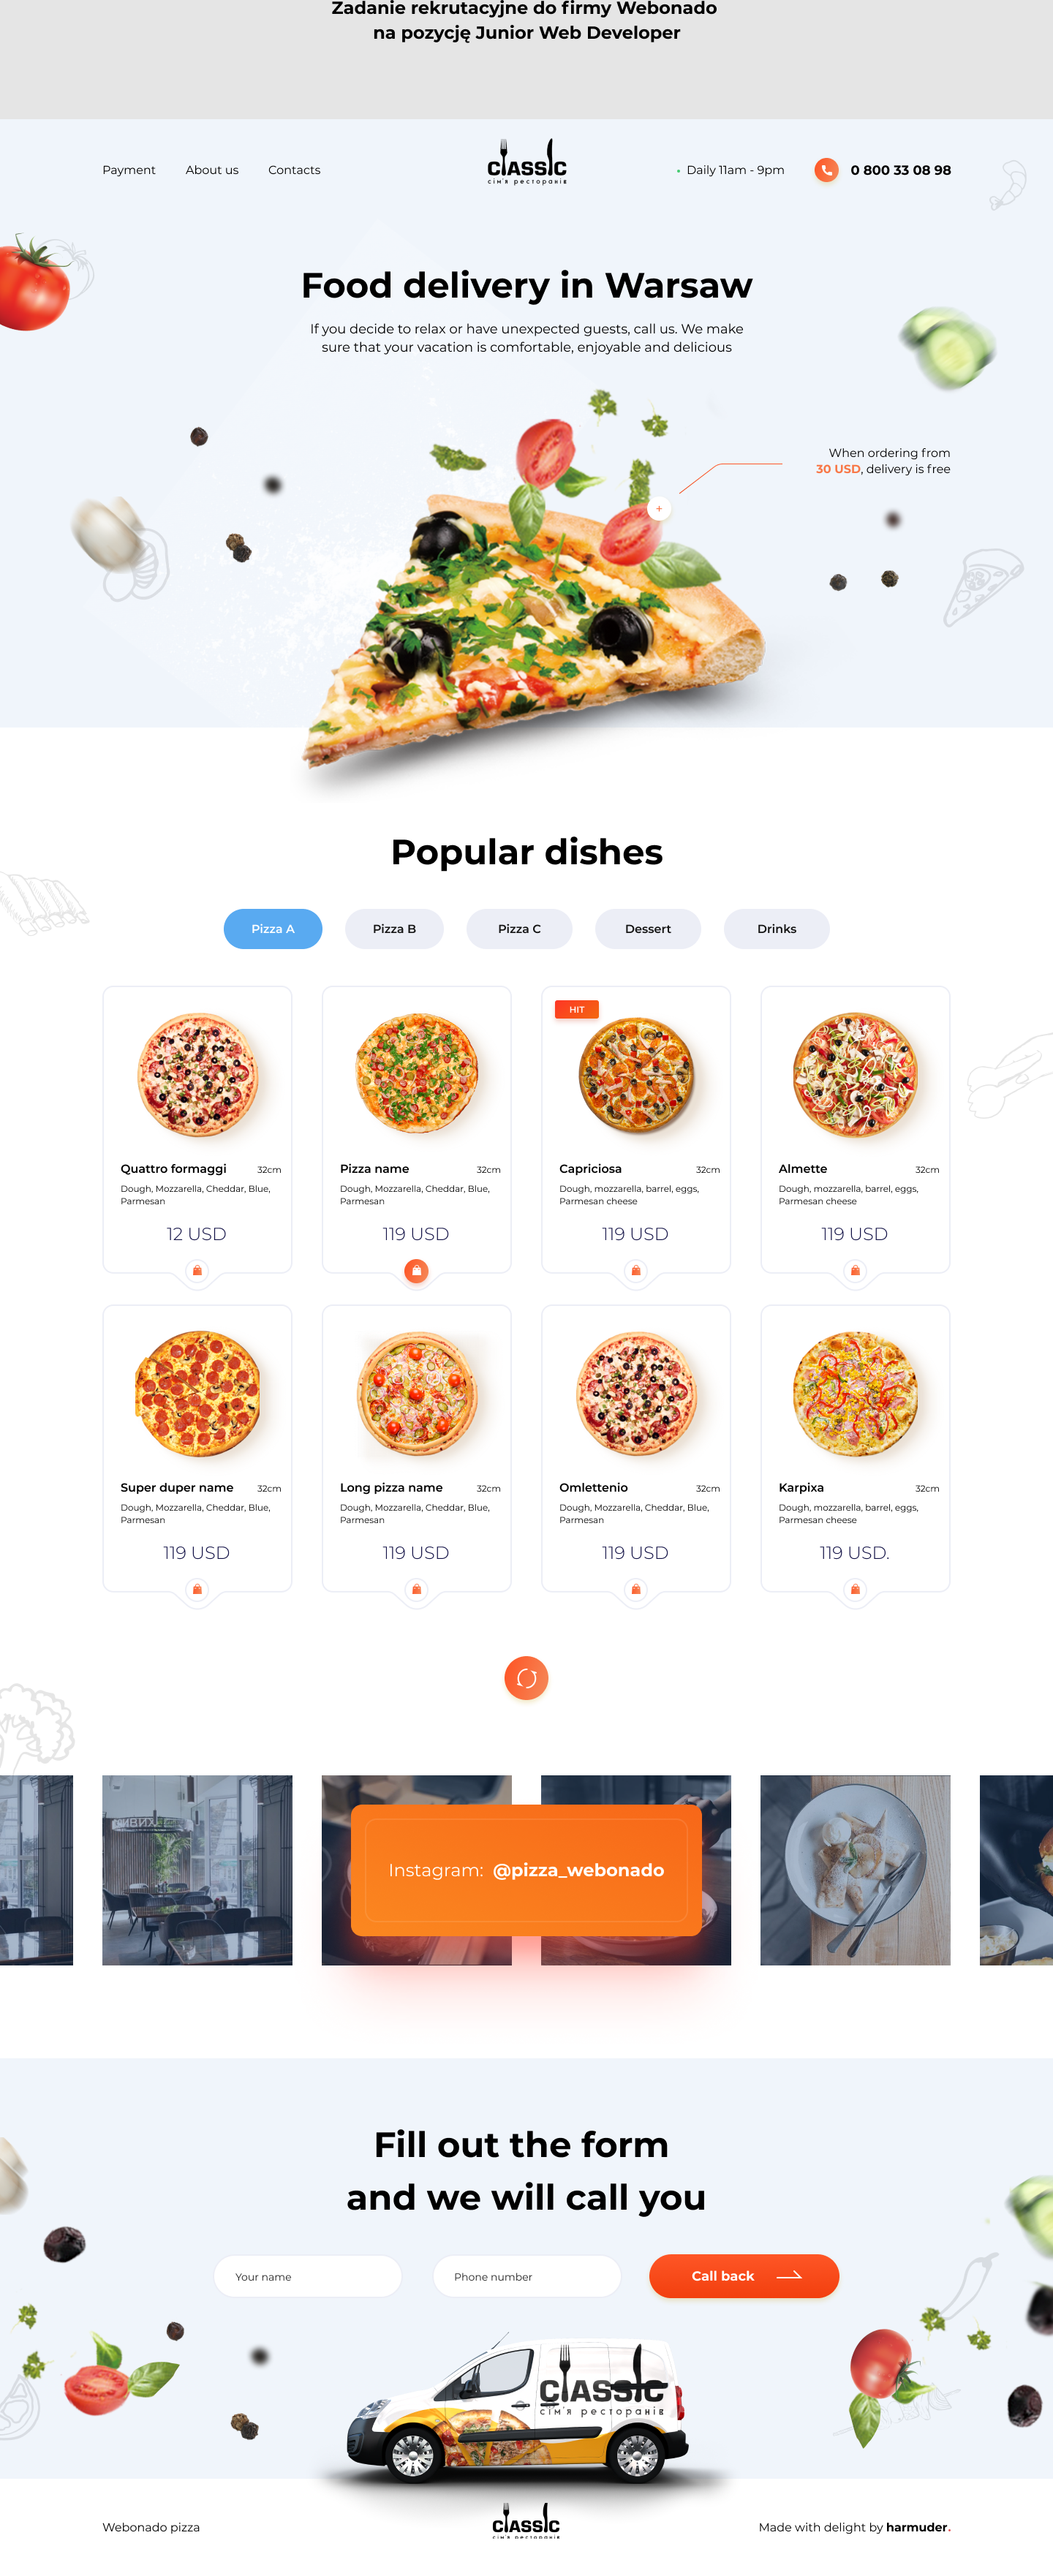 Zadanie rekrutacyjne do firmy Webonado
na pozycję Junior Web Developer
Payment About us Contacts
CLASSIC
сім'я ресторанів
Daily 11am - 9pm
0 800 33 08 98
Food delivery in Warsaw
If you decide to relax or have unexpected guests, call us. We make
sure that your vacation is comfortable, enjoyable and delicious
When ordering from
30 USD, delivery is free
+
Popular dishes
Pizza A Pizza B Pizza C Dessert Drinks
HIT
Quattro formaggi 32cm
Dough, Mozzarella, Cheddar, Blue,
Parmesan
12 USD
Pizza name 32cm
Dough, Mozzarella, Cheddar, Blue,
Parmesan
119 USD
Capriciosa 32cm
Dough, mozzarella, barrel, eggs,
Parmesan cheese
119 USD
Almette 32cm
Dough, mozzarella, barrel, eggs,
Parmesan cheese
119 USD
Super duper name 32cm
Dough, Mozzarella, Cheddar, Blue,
Parmesan
119 USD
Long pizza name 32cm
Dough, Mozzarella, Cheddar, Blue,
Parmesan
119 USD
Omlettenio 32cm
Dough, Mozzarella, Cheddar, Blue,
Parmesan
119 USD
Karpixa 32cm
Dough, mozzarella, barrel, eggs,
Parmesan cheese
119 USD.
Instagram: @pizza_webonado
Fill out the form
and we will call you
Your name
Phone number
Call back
CLASSIC
сім'я ресторанів
Webonado pizza
CLASSIC
сім'я ресторанів
Made with delight by harmuder.